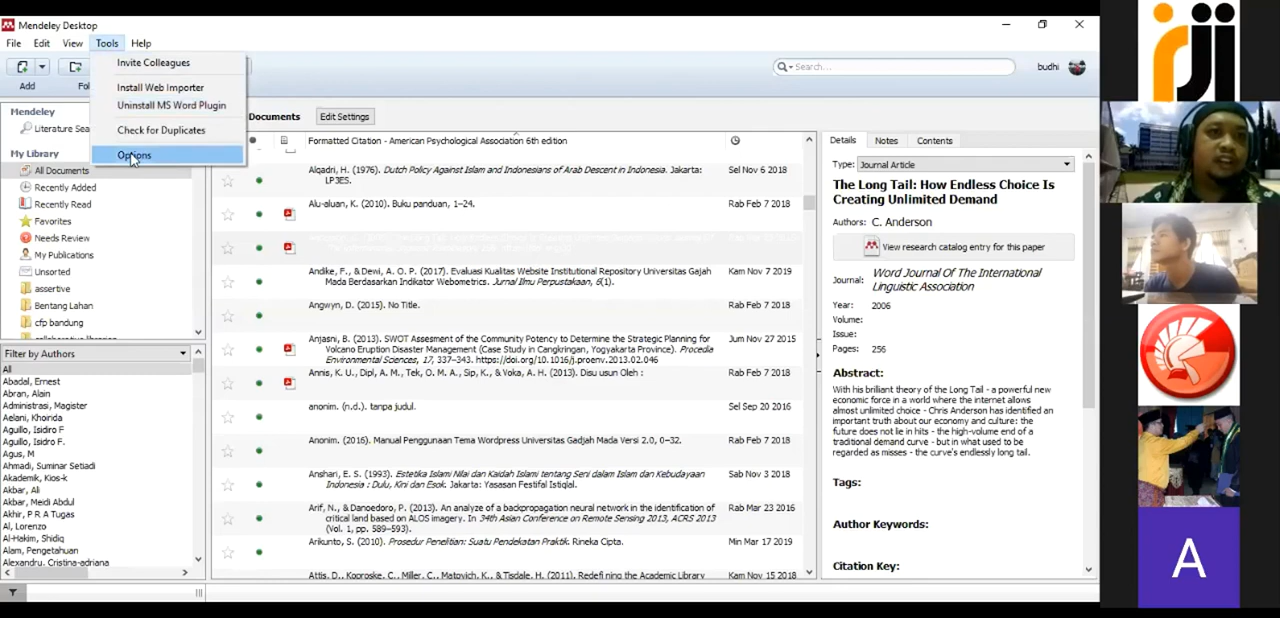 Mendeley Desktop
File Edit View Tools Help
Invite Colleagues
Install Web Importer
Uninstall MS Word Plugin
Check for Duplicates
Options
Add
Search...
budhi
Mendeley
Literature Sea
My Library
All Documents
Recently Added
Recently Read
Favorites
Needs Review
My Publications
Unsorted
assertive
Bentang Lahan
cfp bandung
Filter by Authors
All
Abadal, Ernest
Abran, Alain
Administrasi, Magister
Aelani, Khorida
Agullo, Isidro F
Agullo, Isidro F.
Agus, M
Ahmadi, Suminar Setiadi
Akademik, Kios-k
Akbar, Ali
Akbar, Meidi Abdul
Akhir, P R A Tugas
Al, Lorenzo
Al-Hakim, Shidiq
Alam, Pengetahuan
Alexandru, Cristina-adriana
Documents
Edit Settings
Formatted Citation - American Psychological Association 6th edition
Alqadri, H. (1976). Dutch Policy Against Islam and Indonesians of Arab Descent in Indonesia. Jakarta: Sel Nov 6 2018
LP3ES.
Alu-aluan, K. (2010). Buku panduan, 1–24. Rab Feb 7 2018
Andike, F., & Dewi, A. O. P. (2017). Evaluasi Kualitas Website Institutional Repository Universitas Gajah Kam Nov 7 2019
Mada Berdasarkan Indikator Webometrics. Jurnal Ilmu Perpustakaan, 6(1).
Angwyn, D. (2015). No Title. Rab Feb 7 2018
Anjasni, B. (2013). SWOT Assesment of the Community Potency to Determine the Strategic Planning for Jum Nov 27 2015
Volcano Eruption Disaster Management (Case Study in Cangkringan, Yogyakarta Province). Procedia
Environmental Sciences, 17, 337–343. https://doi.org/10.1016/j.proenv.2013.02.046
Annis, K. U., Dipl, A. M., Tek, O. M. A., Sip, K., & Voka, A. H. (2013). Disu usun Oleh : Rab Feb 7 2018
anonim. (n.d.). tanpa judul. Sel Sep 20 2016
Anonim. (2016). Manual Penggunaan Tema Wordpress Universitas Gadjah Mada Versi 2.0, 0–32. Rab Feb 7 2018
Anshari, E. S. (1993). Estetika Islami Nilai dan Kaidah Islami tentang Seni dalam Islam dan Kebudayaan Sab Nov 3 2018
Indonesia : Dulu, Kini dan Esok. Jakarta: Yasasan Festifal Istiqlal.
Arif, N., & Danoedoro, P. (2013). An analyze of a backpropagation neural network in the identification of Rab Mar 23 2016
critical land based on ALOS imagery. In 34th Asian Conference on Remote Sensing 2013, ACRS 2013
(Vol. 1, pp. 589–593).
Arikunto, S. (2010). Prosedur Penelitian: Suatu Pendekatan Praktik. Rineka Cipta. Min Mar 17 2019
Attis, D., Koproske, C., Miller, C., Matovich, K., & Tisdale, H. (2011). Redefining the Academic Library Kam Nov 15 2018
Details Notes Contents
Type: Journal Article
The Long Tail: How Endless Choice Is
Creating Unlimited Demand
Authors: C. Anderson
View research catalog entry for this paper
Journal: Word Journal Of The International
Linguistic Association
Year: 2006
Volume:
Issue:
Pages: 256
Abstract:
With his brilliant theory of the Long Tail - a powerful new
economic force in a world where the internet allows
almost unlimited choice - Chris Anderson has identified an
important truth about our economy and culture: the
future does not lie in hits - the high-volume end of a
traditional demand curve - but in what used to be
regarded as misses - the curve's endlessly long tail.
Tags:
Author Keywords:
Citation Key:
A